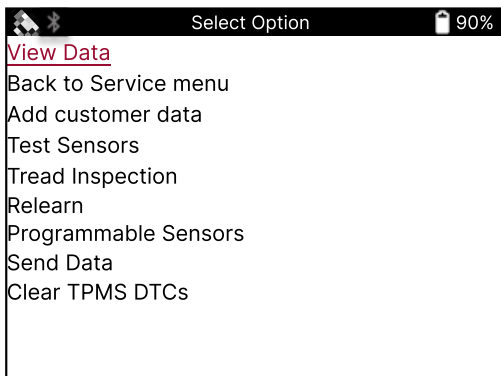 Select Option
90%
View Data
Back to Service menu
Add customer data
Test Sensors
Tread Inspection
Relearn
Programmable Sensors
Send Data
Clear TPMS DTCs